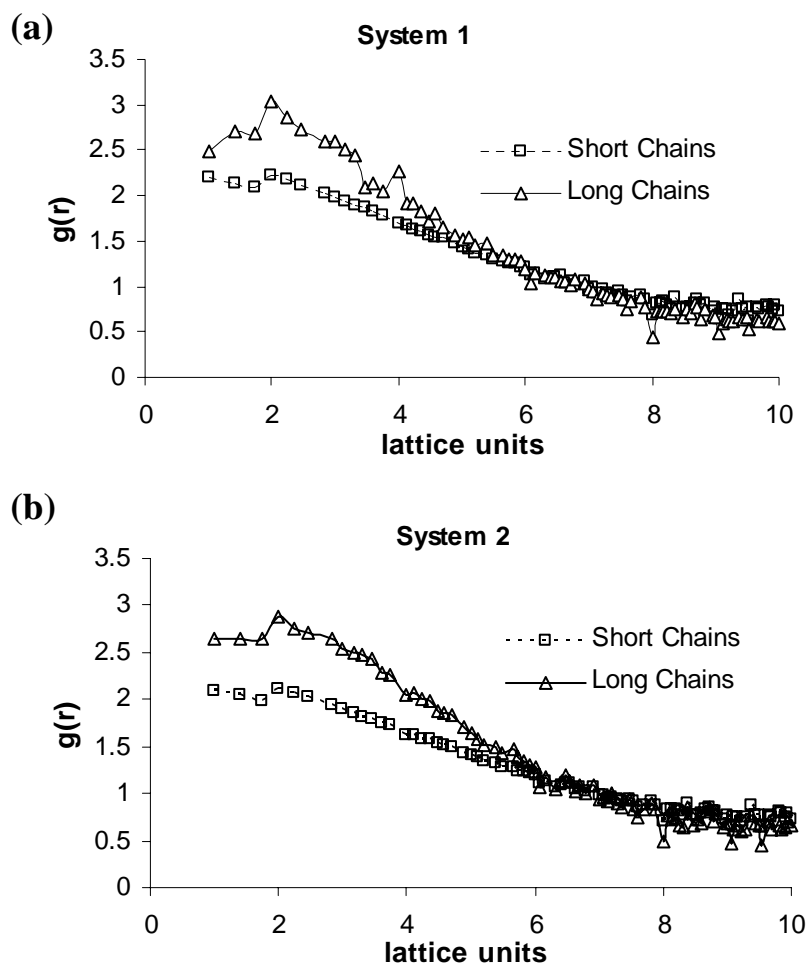 (a)
System 1
3.5
3
2.5
2
1.5
1
0.5
0
g(r)
Short Chains
Long Chains
0 2 4 6 8 10
lattice units
(b)
System 2
3.5
3
2.5
2
1.5
1
0.5
0
g(r)
Short Chains
Long Chains
0 2 4 6 8 10
lattice units